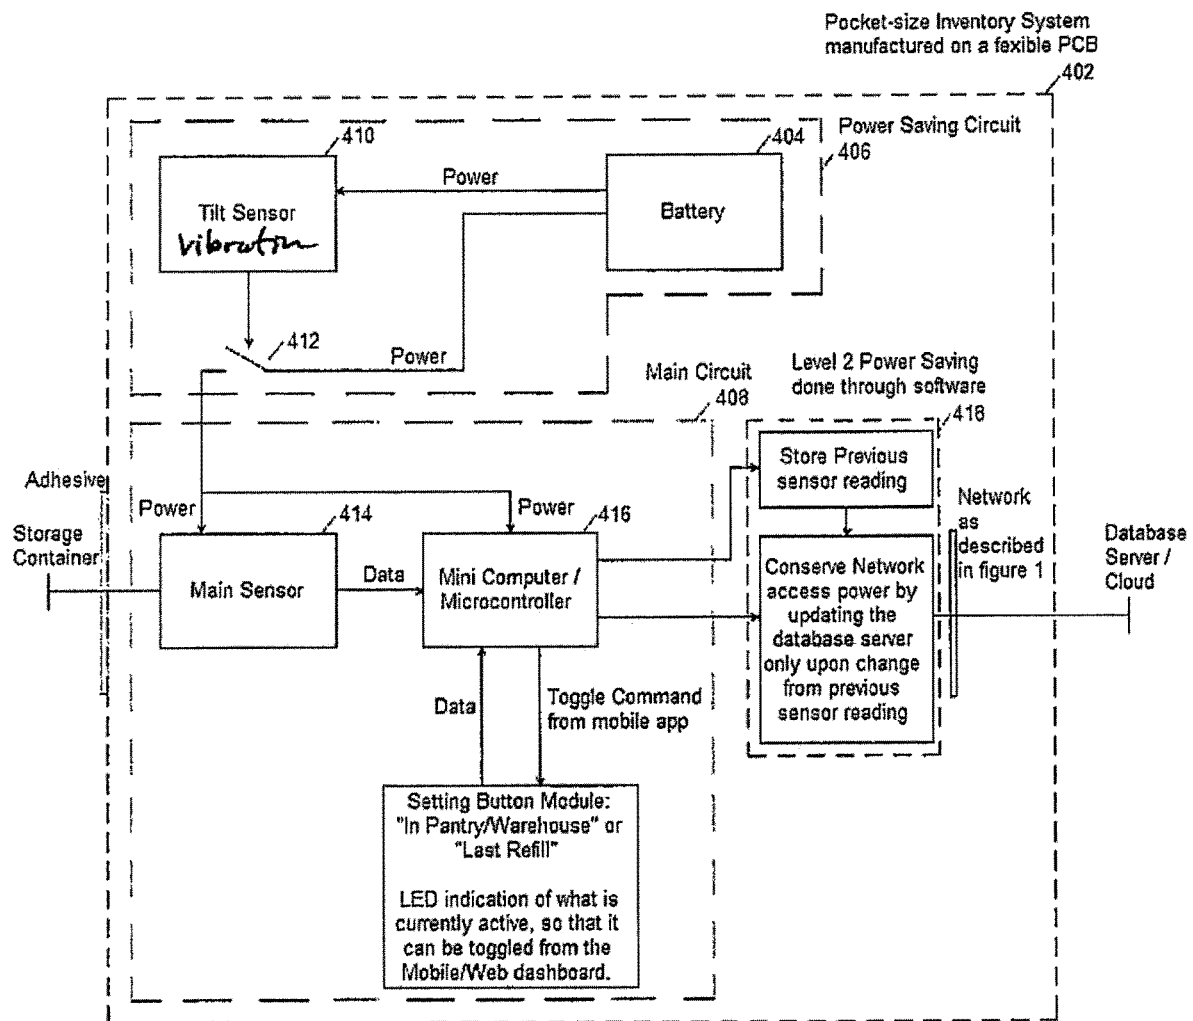 Pocket-size Inventory System
manufactured on a fexible PCB
402
410
404
Power Saving Circuit
406
Power
Tilt Sensor
vibration
Battery
412
Power
Main Circuit
408
Level 2 Power Saving
done through software
418
Store Previous
sensor reading
Adhesive
Power
414
Power
416
Network
as
described
in figure 1
Storage
Container
Database
Server /
Cloud
Main Sensor
Data
Mini Computer /
Microcontroller
Conserve Network
access power by
updating the
database server
only upon change
from previous
sensor reading
Data
Toggle Command
from mobile app
Setting Button Module:
"In Pantry/Warehouse" or
"Last Refill"
LED indication of what is
currently active, so that it
can be toggled from the
Mobile/Web dashboard.